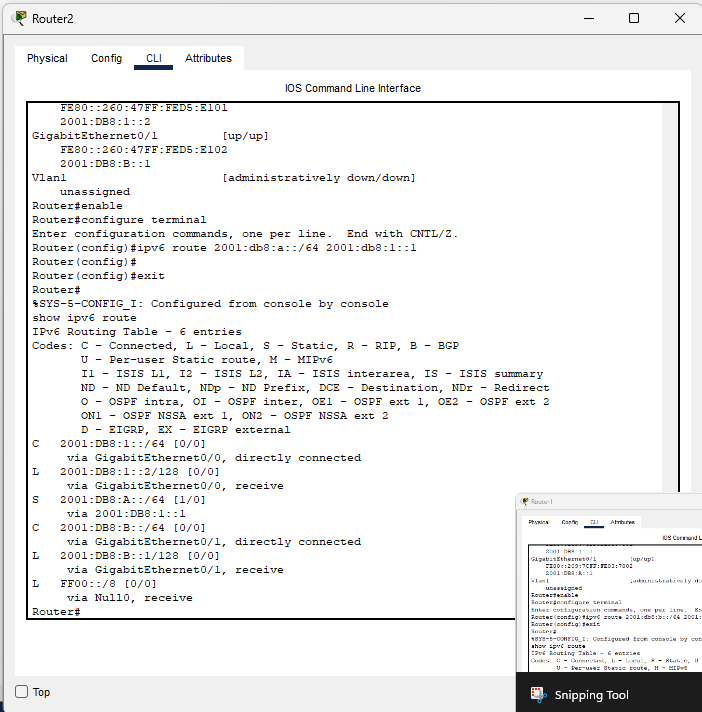 Router2
Physical Config CLI Attributes
IOS Command Line Interface
FE80::260:47FF:FED5:E101
2001:DB8:1::2
GigabitEthernet0/1 [up/up]
FE80::260:47FF:FED5:E102
2001:DB8:B::1
Vlan1 [administratively down/down]
unassigned
Router#enable
Router#configure terminal
Enter configuration commands, one per line. End with CNTL/Z.
Router(config)#ipv6 route 2001:db8:a::/64 2001:db8:1::1
Router(config)#
Router(config)#exit
Router#
%SYS-5-CONFIG_I: Configured from console by console
show ipv6 route
IPv6 Routing Table - 6 entries
Codes: C - Connected, L - Local, S - Static, R - RIP, B - BGP
U - Per-user Static route, M - MIPv6
I1 - ISIS L1, I2 - ISIS L2, IA - ISIS interarea, IS - ISIS summary
ND - ND Default, NDp - ND Prefix, DCE - Destination, NDr - Redirect
O - OSPF intra, OI - OSPF inter, OE1 - OSPF ext 1, OE2 - OSPF ext 2
ON1 - OSPF NSSA ext 1, ON2 - OSPF NSSA ext 2
D - EIGRP, EX - EIGRP external
C 2001:DB8:1::/64 [0/0]
via GigabitEthernet0/0, directly connected
L 2001:DB8:1::2/128 [0/0]
via GigabitEthernet0/0, receive
S 2001:DB8:A::/64 [1/0]
via 2001:DB8:1::1
C 2001:DB8:B::/64 [0/0]
via GigabitEthernet0/1, directly connected
L 2001:DB8:B::1/128 [0/0]
via GigabitEthernet0/1, receive
L FF00::/8 [0/0]
via Null0, receive
Router#
Top
Router1
Physical Config CLI Attributes
IOS Command L
2001:DB8:1::1
GigabitEthernet0/1 [up/up]
2001:DB8:A::1
Vlan1 [administratively do
unassigned
Router#enable
Router#configure terminal
Enter configuration commands, one per line. En
Router(config)#ipv6 route 2001:db8:b::/64 2001:
Router(config)#exit
Router#
%SYS-5-CONFIG_I: Configured from console by con
show ipv6 route
IPv6 Routing Table - 6 entries
Codes: C - Connected, L - Local, S - Static, R
U - Per-user Static route, M - MIPv6
Snipping Tool